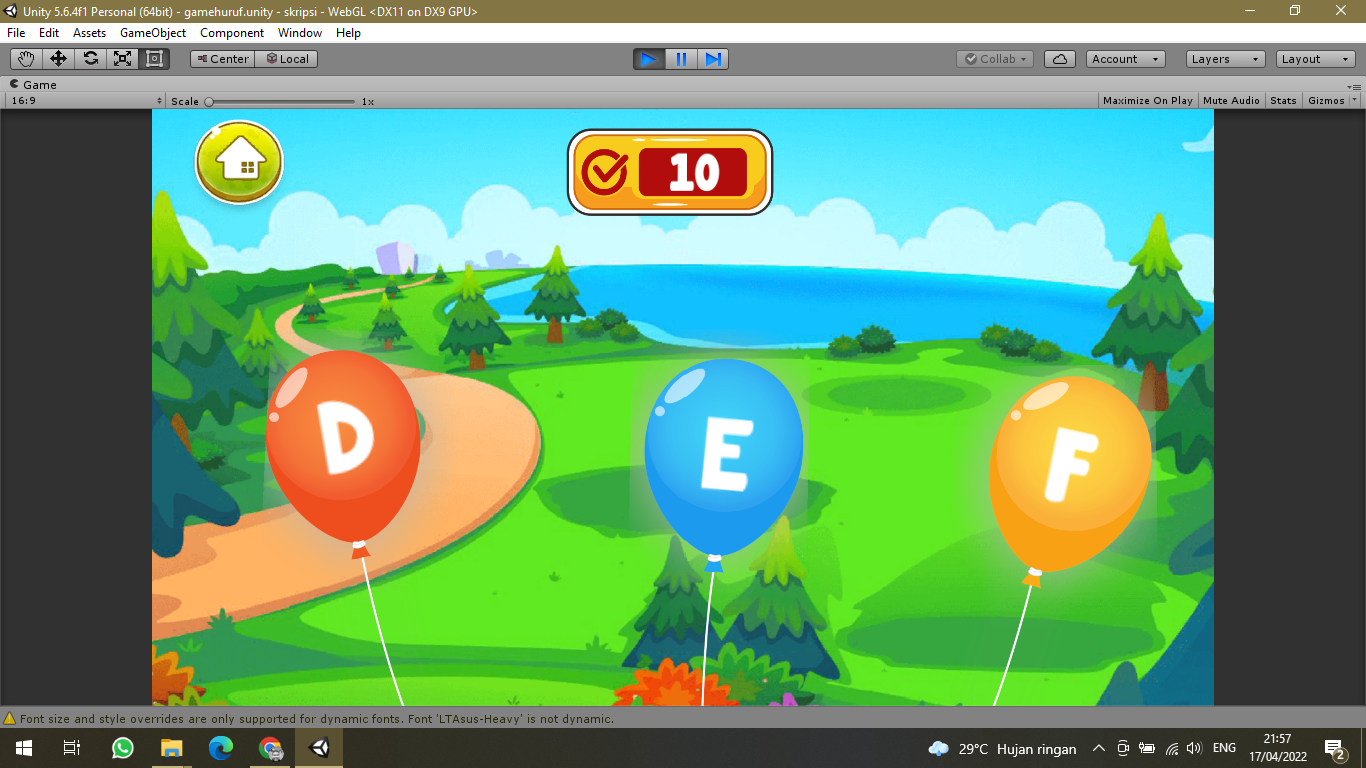 Unity 5.6.4f1 Personal (64bit) - gamehuruf.unity - skripsi - WebGL <DX11 on DX9 GPU>
File Edit Assets GameObject Component Window Help
Center Local Collab Account Layers Layout
Game
16:9 Scale 1x Maximize On Play Mute Audio Stats Gizmos
10
D E F
Font size and style overrides are only supported for dynamic fonts. Font 'LTAsus-Heavy' is not dynamic.
29°C Hujan ringan ENG 21:57 2
17/04/2022